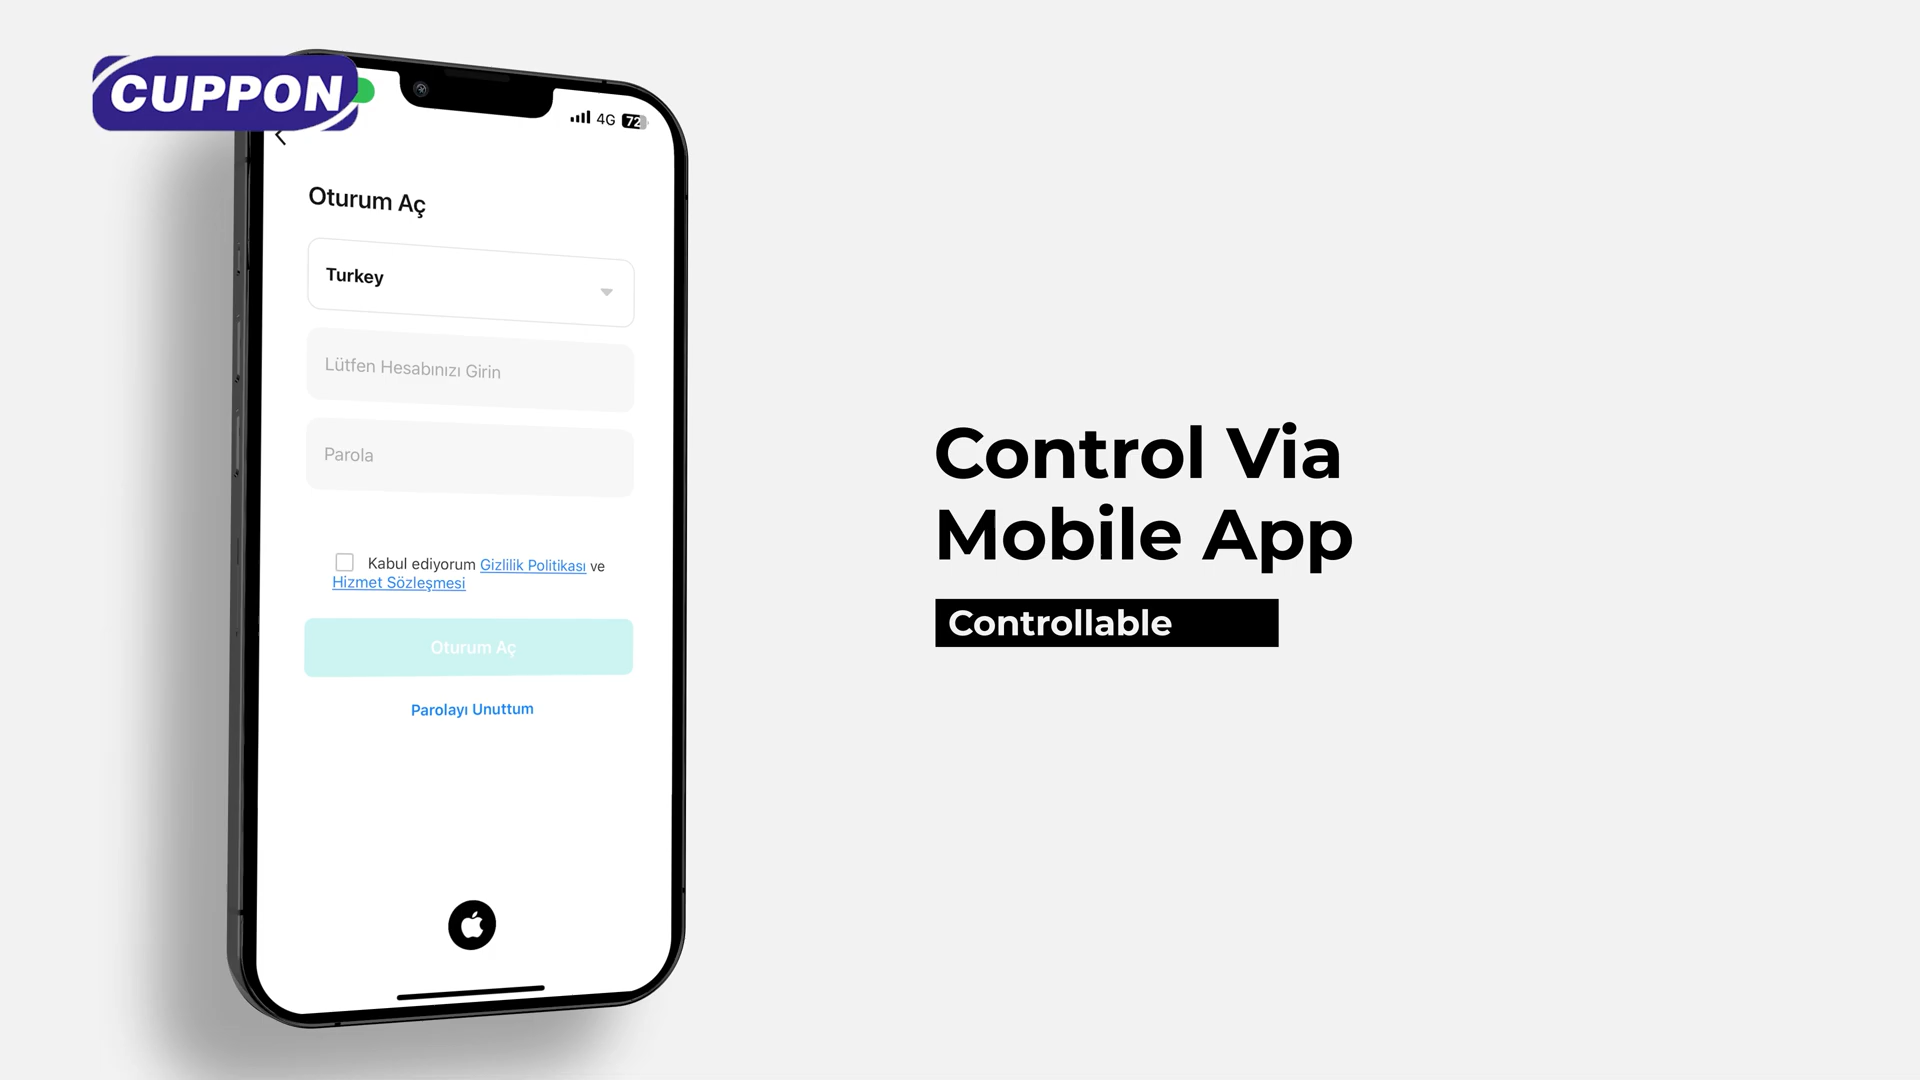 CUPPON
4G 72
Oturum Aç
Turkey
Lütfen Hesabınızı Girin
Parola
Kabul ediyorum Gizlilik Politikası ve
Hizmet Sözleşmesi
Oturum Aç
Parolayı Unuttum
Control Via
Mobile App
Controllable